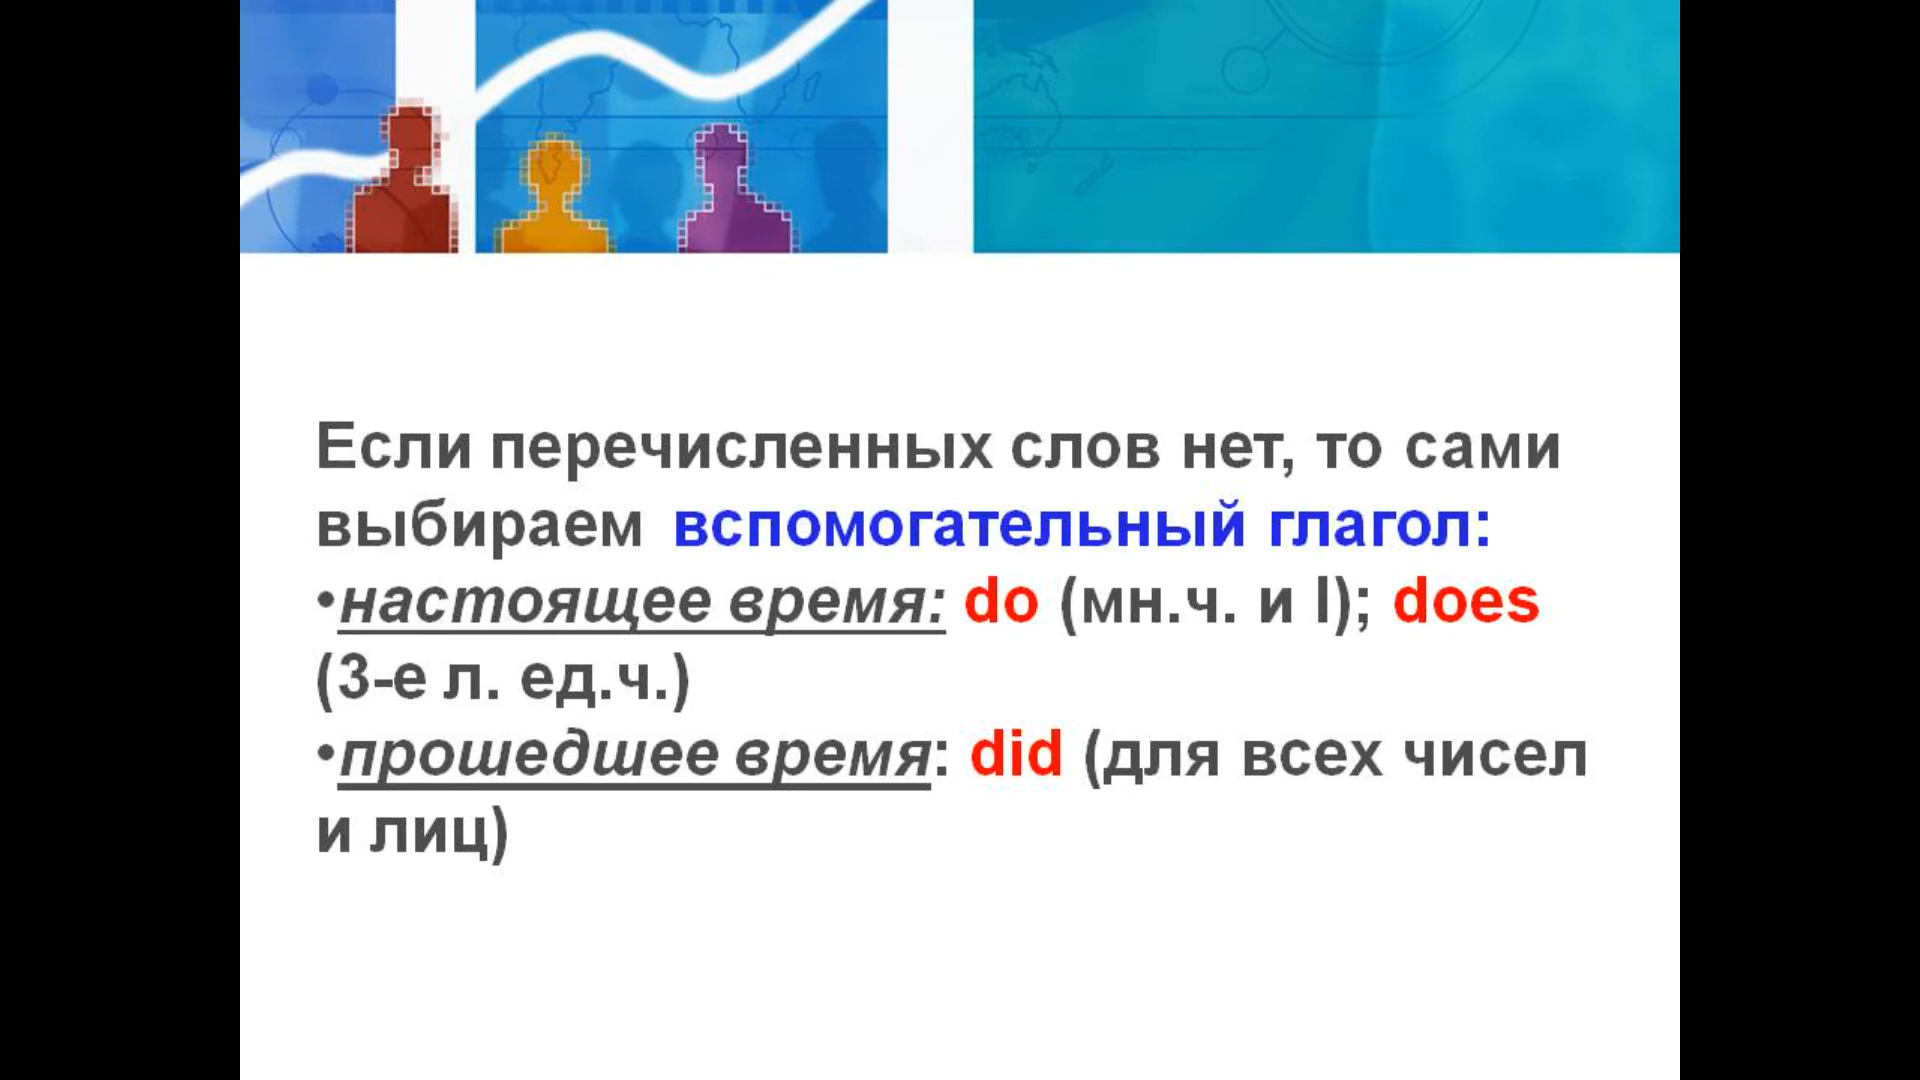 Если перечисленных слов нет, то сами
выбираем вспомогательный глагол:
•настоящее время: do (мн.ч. и I); does
(3-е л. ед.ч.)
•прошедшее время: did (для всех чисел
и лиц)